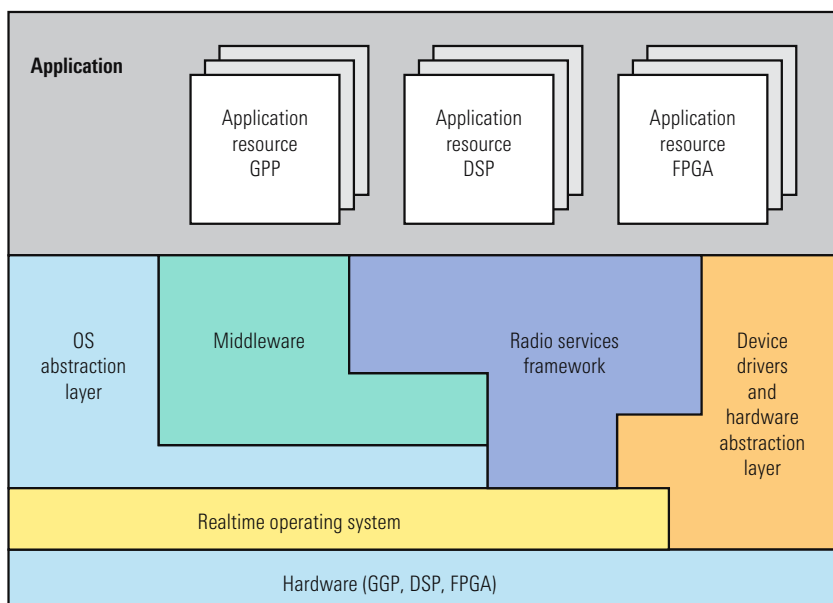 Application
Application
resource
GPP
Application
resource
DSP
Application
resource
FPGA
OS
abstraction
layer
Middleware
Radio services
framework
Device
drivers
and
hardware
abstraction
layer
Realtime operating system
Hardware (GGP, DSP, FPGA)